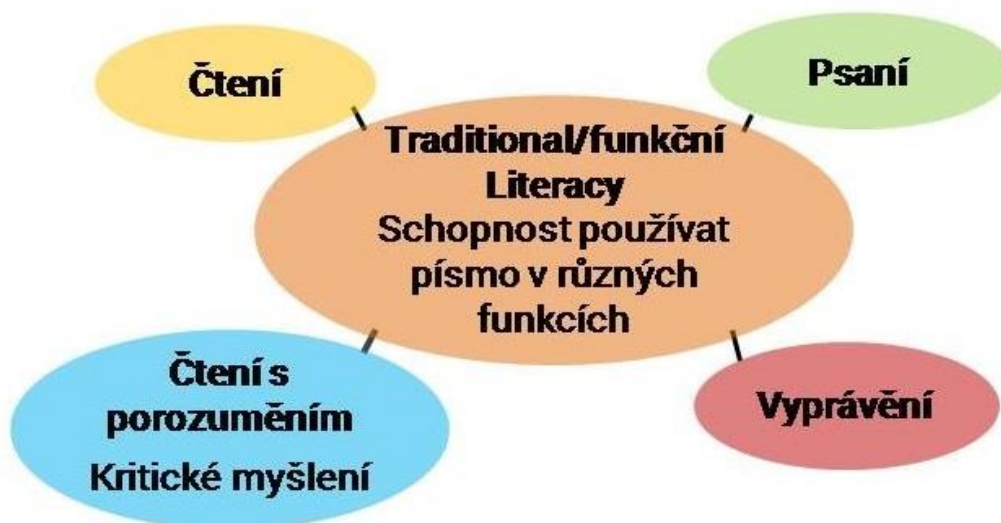 Čtení
Psaní
Traditional/funkční
Literacy
Schopnost používat
písmo v různých
funkcích
Čtení s
porozuměním
Kritické myšlení
Vyprávění